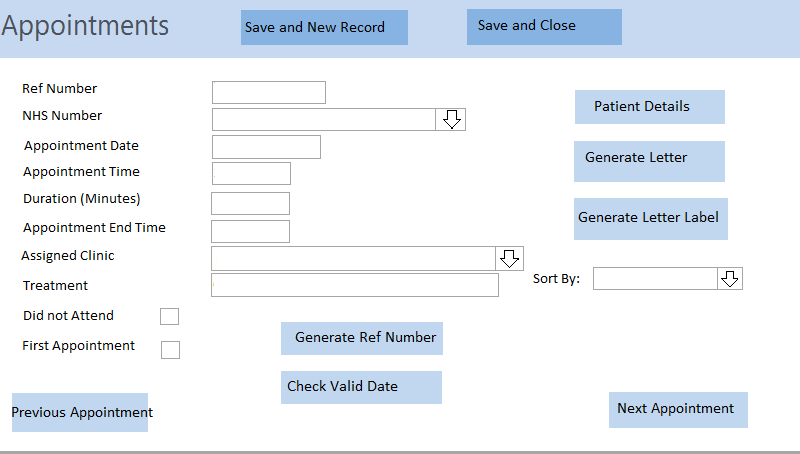 Appointments
Save and New Record
Save and Close
Ref Number
NHS Number
Patient Details
Appointment Date
Generate Letter
Appointment Time
Duration (Minutes)
Generate Letter Label
Appointment End Time
Assigned Clinic
Sort By:
Treatment
Did not Attend
Generate Ref Number
First Appointment
Check Valid Date
Previous Appointment
Next Appointment